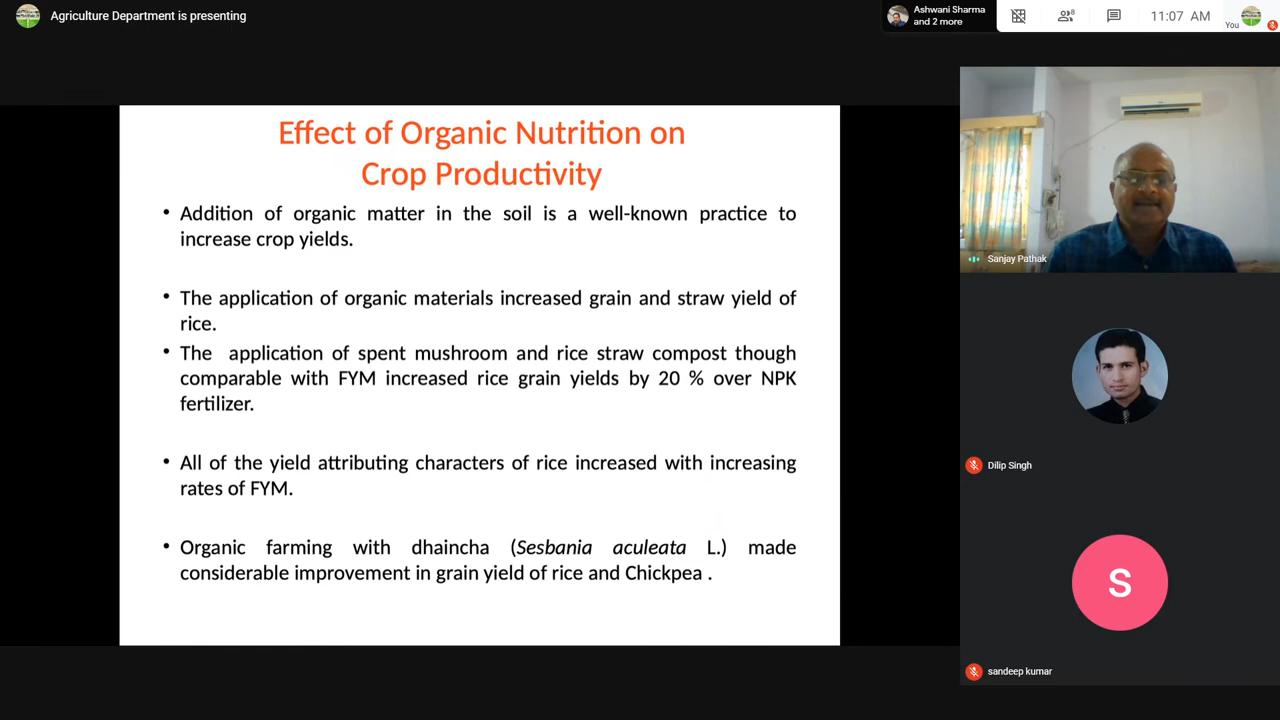 Agriculture Department is presenting
Ashwani Sharma
and 2 more
8
11:07 AM
You
Effect of Organic Nutrition on
Crop Productivity
• Addition of organic matter in the soil is a well-known practice to
increase crop yields.
• The application of organic materials increased grain and straw yield of
rice.
• The application of spent mushroom and rice straw compost though
comparable with FYM increased rice grain yields by 20 % over NPK
fertilizer.
• All of the yield attributing characters of rice increased with increasing
rates of FYM.
• Organic farming with dhaincha (Sesbania aculeata L.) made
considerable improvement in grain yield of rice and Chickpea .
Sanjay Pathak
Dilip Singh
S
sandeep kumar